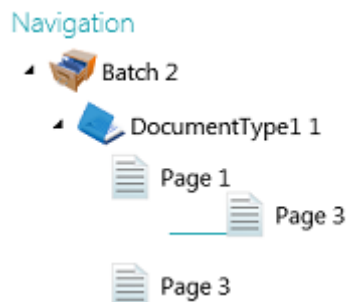 Navigation
Batch 2
DocumentType1 1
Page 1
Page 3
Page 3